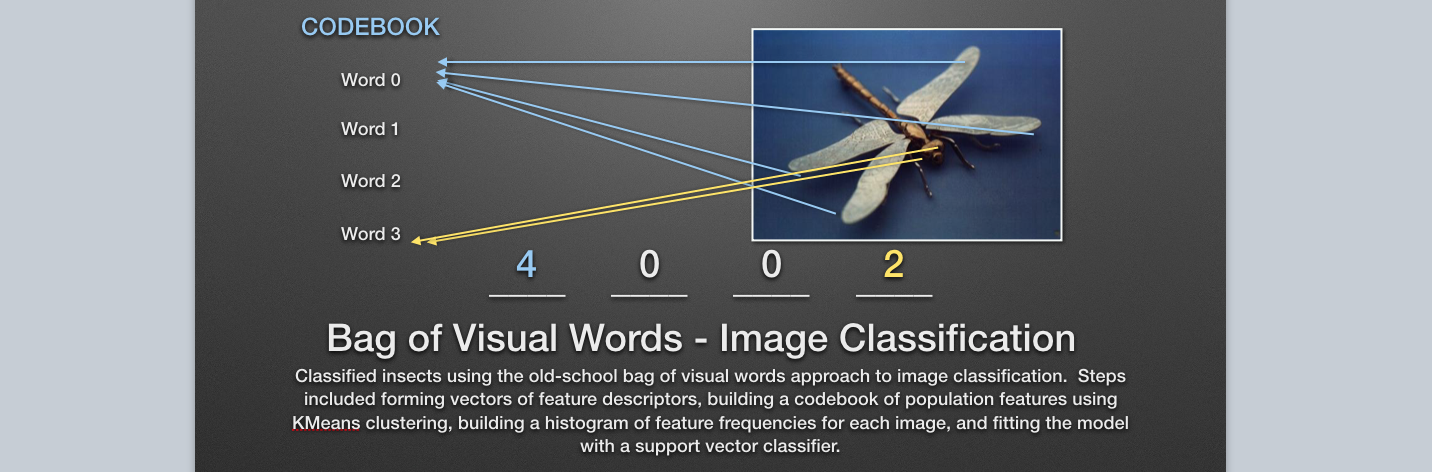 CODEBOOK
Word 0
Word 1
Word 2
Word 3
4 0 0 2
Bag of Visual Words - Image Classification
Classified insects using the old-school bag of visual words approach to image classification.  Steps
included forming vectors of feature descriptors, building a codebook of population features using
KMeans clustering, building a histogram of feature frequencies for each image, and fitting the model
with a support vector classifier.